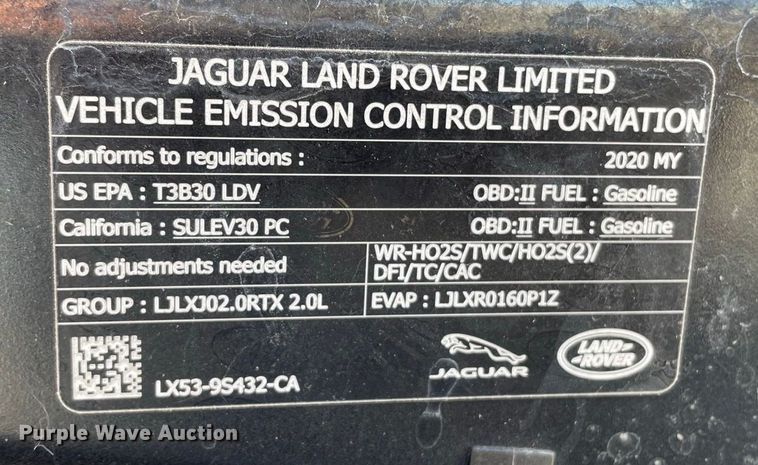 JAGUAR LAND ROVER LIMITED
VEHICLE EMISSION CONTROL INFORMATION
Conforms to regulations : 2020 MY
US EPA : T3B30 LDV OBD:II FUEL : Gasoline
California : SULEV30 PC OBD:II FUEL : Gasoline
No adjustments needed
WR-HO2S/TWC/HO2S(2)/
DFI/TC/CAC
GROUP : LJLXJ02.0RTX 2.0L EVAP : LJLXR0160P1Z
LX53-9S432-CA
JAGUAR
LAND
ROVER
Purple Wave Auction